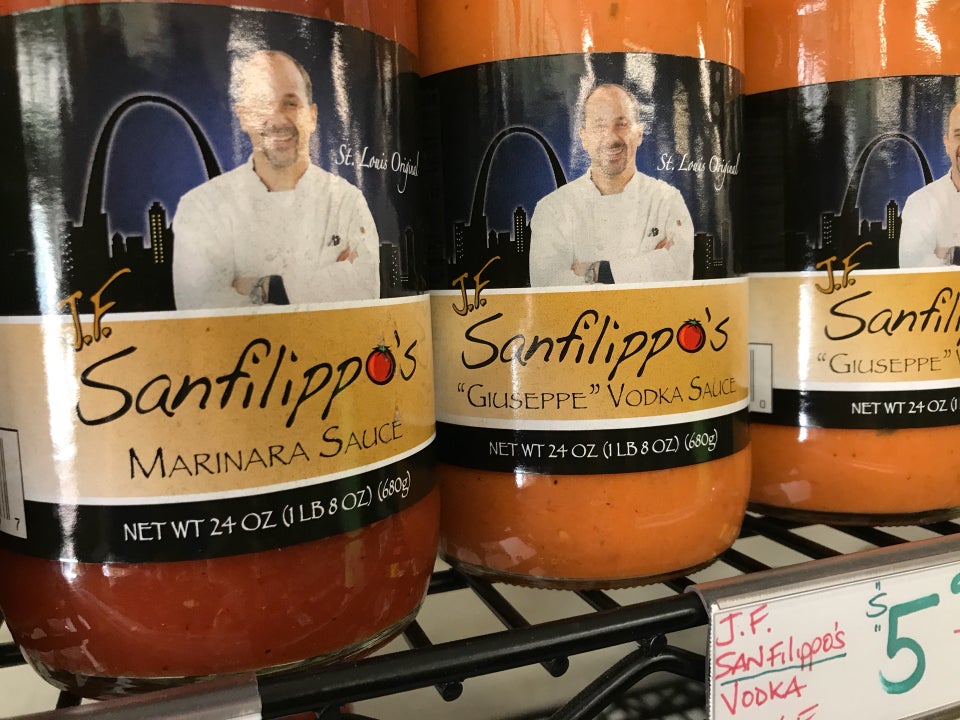 St. Louis Original
J.F.
Sanfilippo's
MARINARA SAUCE
NET WT 24 OZ (1 LB 8 OZ) (680g)
7
St. Louis Original
J.F.
Sanfilippo's
"GIUSEPPE" VODKA SAUCE
NET WT 24 OZ (1 LB 8 OZ) (680g)
0
J.F.
"GIUSEPPE"
NET WT 24 OZ
J.F.
SANFiliPPO'S
VODKA
$5